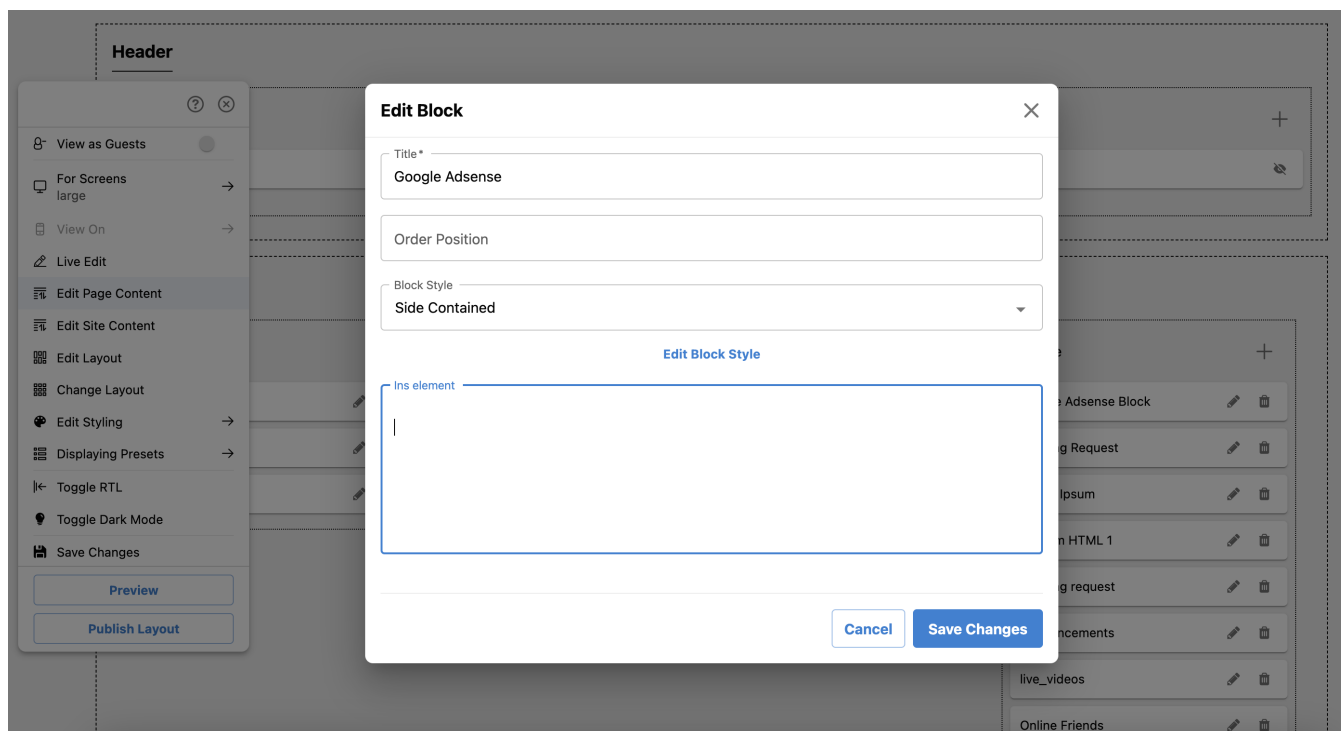 Header
View as Guests
For Screens
large
View On
Live Edit
Edit Page Content
Edit Site Content
Edit Layout
Change Layout
Edit Styling
Displaying Presets
Toggle RTL
Toggle Dark Mode
Save Changes
Preview
Publish Layout
Edit Block
Title*
Google Adsense
Order Position
Block Style
Side Contained
Edit Block Style
Ins element
Cancel
Save Changes
Adsense Block
Request
Ipsum
HTML 1
request
live_videos
Online Friends